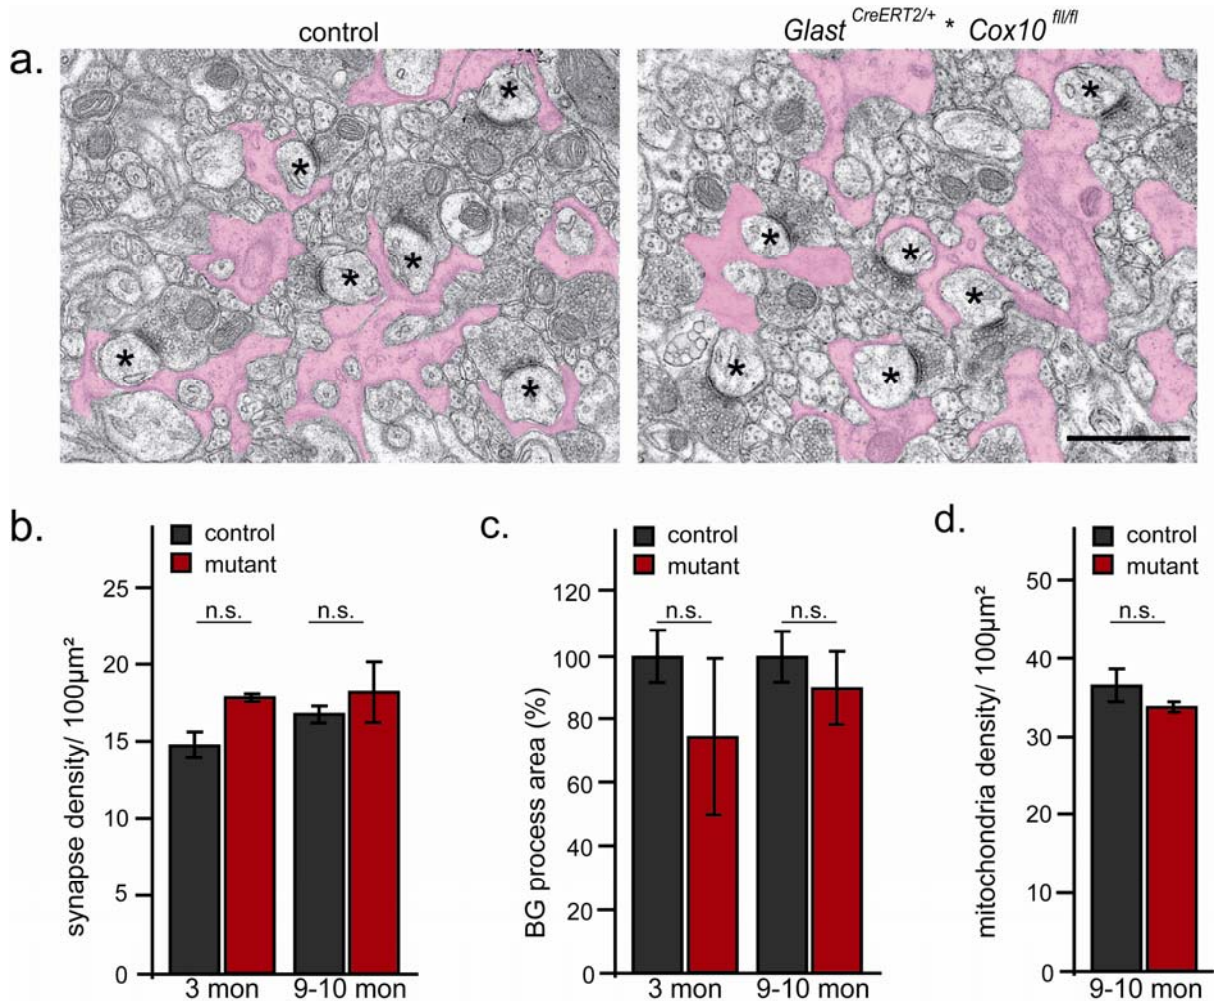 control
Glast CreERT2/+ * Cox10 fll/fl
a.
* * * * * * *
* * * * * *
b.
control
mutant
synapse density/ 100µm²
25
20
15
10
5
0
n.s.
n.s.
3 mon
9-10 mon
c.
control
mutant
BG process area (%)
120
100
80
60
40
20
0
n.s.
n.s.
3 mon
9-10 mon
d.
control
mutant
mitochondria density/ 100µm²
50
40
30
20
10
0
n.s.
9-10 mon